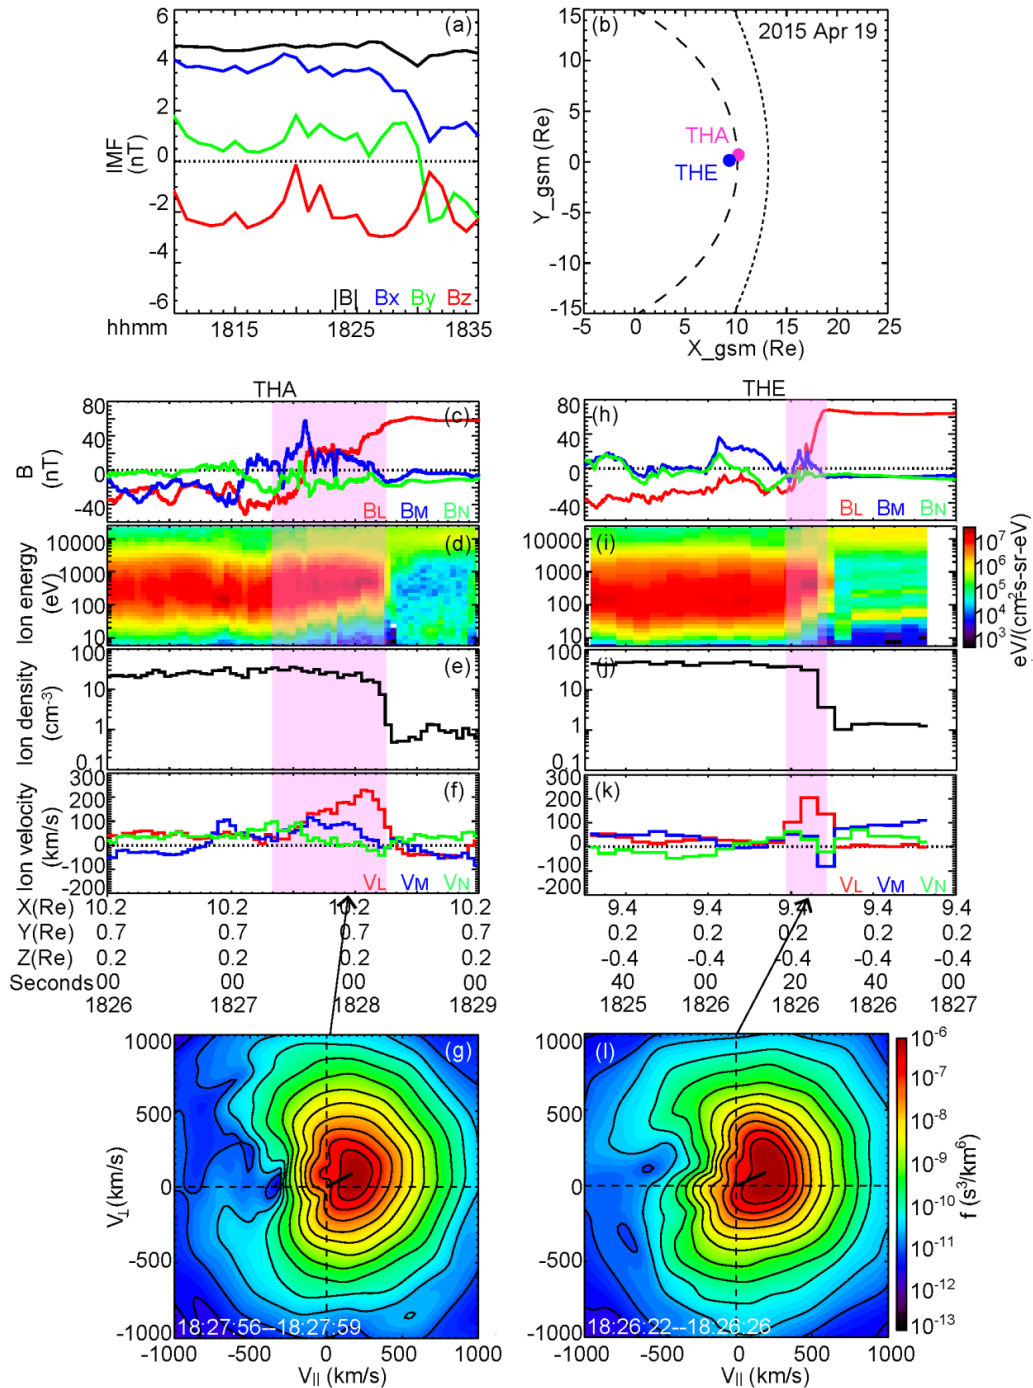 (a)
6
4
2
0
-2
-4
-6
IMF
(nT)
|B| Bx By Bz
hhmm 1815 1825 1835
(b)
2015 Apr 19
15
10
5
0
-5
-10
-15
Y_gsm (Re)
THA
THE
-5 0 5 10 15 20 25
X_gsm (Re)
THA
(c)
80
40
0
-40
B
(nT)
BL BM BN
(d)
10000
1000
100
10
Ion energy
(eV)
(e)
100
10
1
0.1
Ion density
(cm-3)
(f)
300
200
100
0
-100
-200
Ion velocity
(km/s)
VL VM VN
X(Re) 10.2 10.2 10.2 10.2
Y(Re) 0.7 0.7 0.7 0.7
Z(Re) 0.2 0.2 0.2 0.2
Seconds 00 00 00 00
1826 1827 1828 1829
THE
(h)
80
40
0
-40
BL BM BN
(i)
10000
1000
100
10
10^7
10^6
10^5
10^4
10^3
eV/(cm2-s-sr-eV)
(j)
100
10
1
0.1
(k)
300
200
100
0
-100
-200
VL VM VN
9.4 9.4 9.4 9.4 9.4
0.2 0.2 0.2 0.2 0.2
-0.4 -0.4 -0.4 -0.4 -0.4
40 00 20 40 00
1825 1826 1826 1826 1827
(g)
1000
500
0
-500
-1000
V⊥(km/s)
18:27:56--18:27:59
-1000 -500 0 500 1000
V|| (km/s)
(l)
1000
500
0
-500
-1000
18:26:22--18:26:26
-1000 -500 0 500 1000
V|| (km/s)
10^-6
10^-7
10^-8
10^-9
10^-10
10^-11
10^-12
10^-13
f (s3/km6)